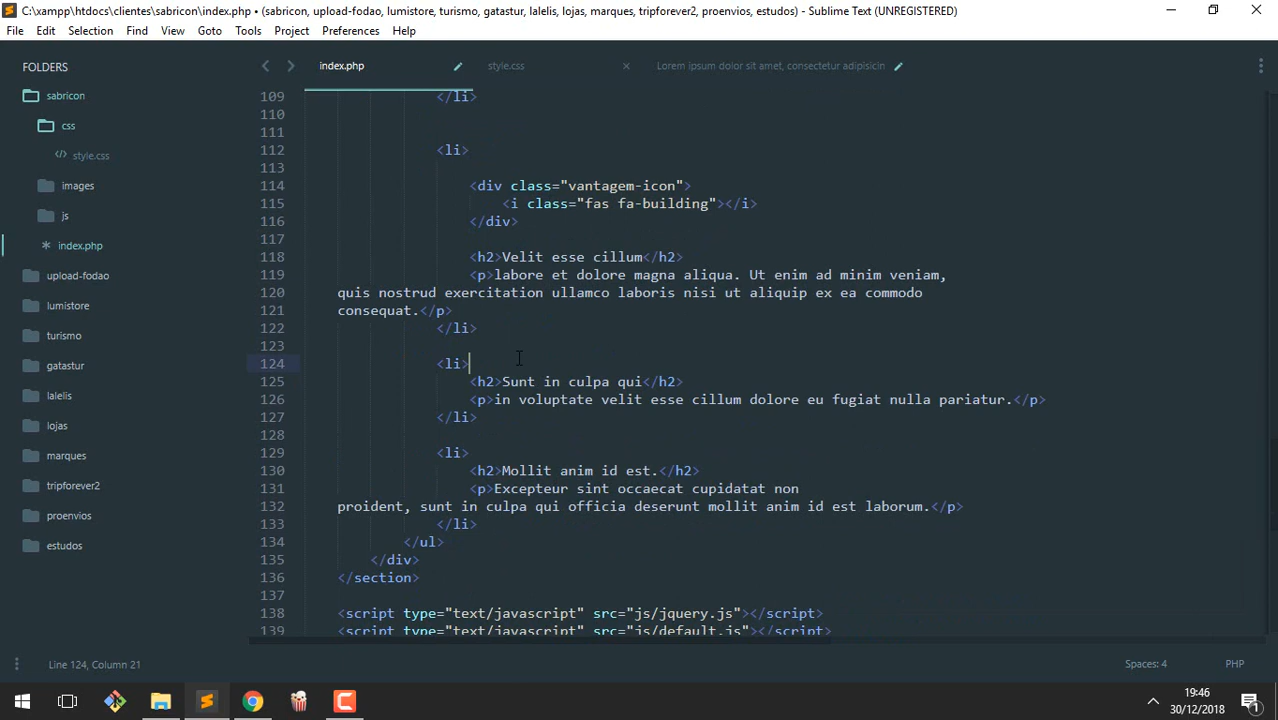 C:\xampp\htdocs\clientes\sabricon\index.php • (sabricon, upload-fodao, lumistore, turismo, gatastur, lalelis, lojas, marques, tripforever2, proenvios, estudos) - Sublime Text (UNREGISTERED)
File Edit Selection Find View Goto Tools Project Preferences Help
FOLDERS
sabricon
css
style.css
images
js
index.php
upload-fodao
lumistore
turismo
gatastur
lalelis
lojas
marques
tripforever2
proenvios
estudos
index.php style.css Lorem ipsum dolor sit amet, consectetur adipisicin
109 </li>
110
111
112 <li>
113
114 <div class="vantagem-icon">
115 <i class="fas fa-building"></i>
116 </div>
117
118 <h2>Velit esse cillum</h2>
119 <p>labore et dolore magna aliqua. Ut enim ad minim veniam,
120 quis nostrud exercitation ullamco laboris nisi ut aliquip ex ea commodo
121 consequat.</p>
122 </li>
123
124 <li>
125 <h2>Sunt in culpa qui</h2>
126 <p>in voluptate velit esse cillum dolore eu fugiat nulla pariatur.</p>
127 </li>
128
129 <li>
130 <h2>Mollit anim id est.</h2>
131 <p>Excepteur sint occaecat cupidatat non
132 proident, sunt in culpa qui officia deserunt mollit anim id est laborum.</p>
133 </li>
134 </ul>
135 </div>
136 </section>
137
138 <script type="text/javascript" src="js/jquery.js"></script>
139 <script type="text/javascript" src="js/default.js"></script>
Line 124, Column 21 Spaces: 4 PHP
19:46
30/12/2018
1